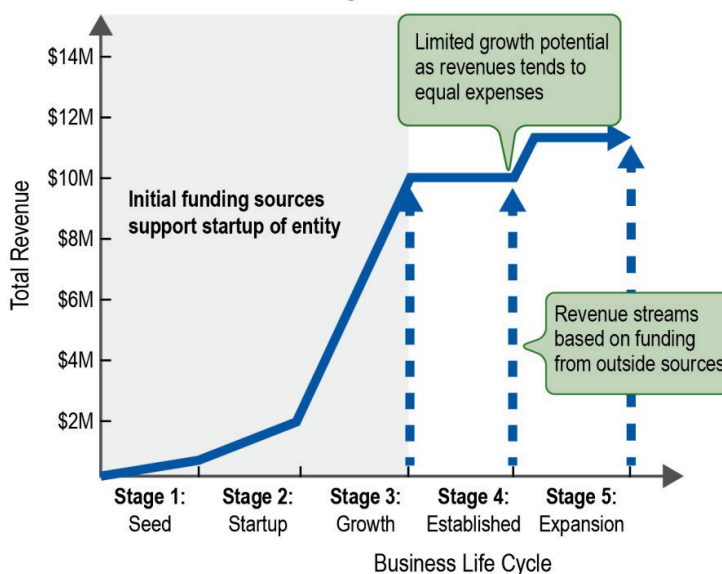 Limited growth potential
as revenues tends to
equal expenses
$14M
$12M
$10M
$8M
$6M
$4M
$2M
Total Revenue
Initial funding sources
support startup of entity
Revenue streams
based on funding
from outside sources
Stage 1:
Seed
Stage 2:
Startup
Stage 3:
Growth
Stage 4:
Established
Stage 5:
Expansion
Business Life Cycle